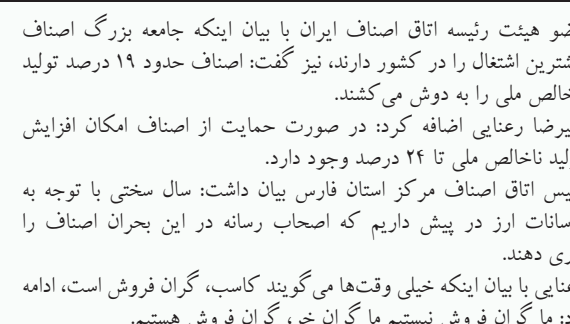 ضو هیئت رئیسه اتاق اصناف ایران با بیان اینکه جامعه بزرگ اصناف
شترین اشتغال را در کشور دارند، نیز گفت: اصناف حدود ۱۹ درصد تولید
خالص ملی را به دوش می‌کشند.
یرضا رعنایی اضافه کرد: در صورت حمایت از اصناف امکان افزایش
لید ناخالص ملی تا ۲۴ درصد وجود دارد.
یس اتاق اصناف مرکز استان فارس بیان داشت: سال سختی با توجه به
سانات ارز در پیش داریم که اصحاب رسانه در این بحران اصناف را
ری دهند.
عنایی با بیان اینکه خیلی وقت‌ها می‌گویند کاسب، گران فروش است، ادامه
د: ما گران فروش نیستیم ما گران خر، گران فروش هستیم.